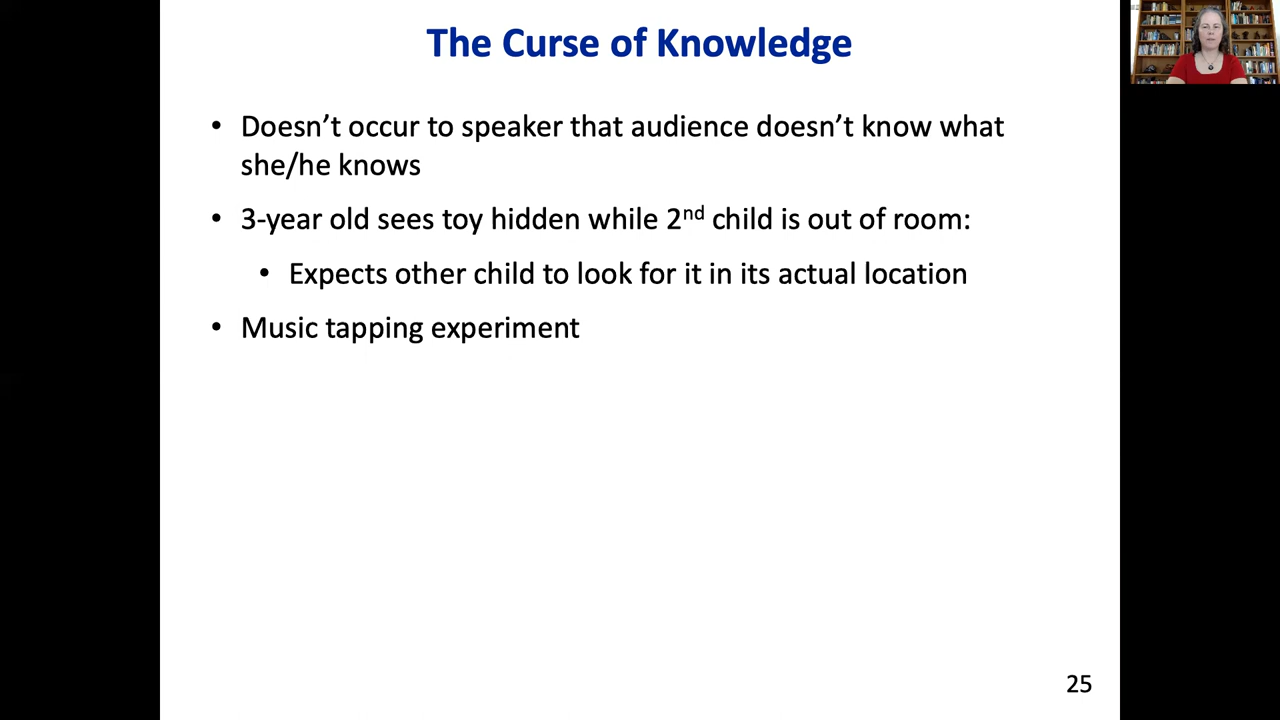 The Curse of Knowledge
• Doesn’t occur to speaker that audience doesn’t know what
she/he knows
• 3-year old sees toy hidden while 2nd child is out of room:
• Expects other child to look for it in its actual location
• Music tapping experiment
25